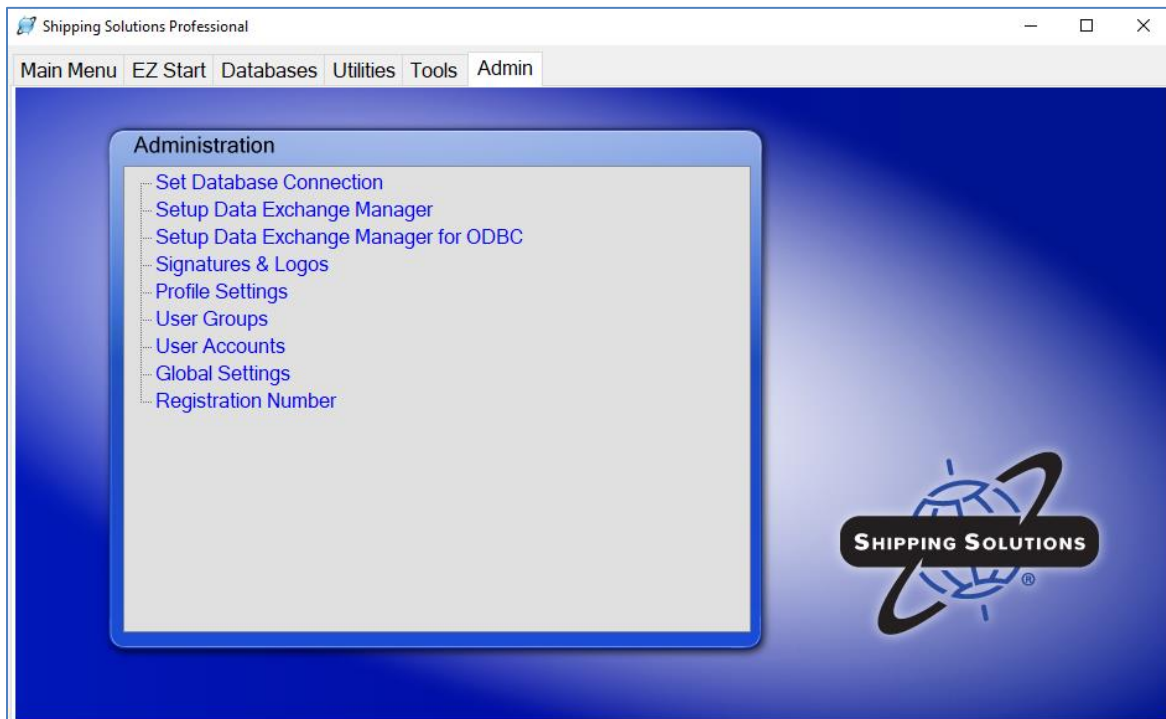 Shipping Solutions Professional
Main Menu EZ Start Databases Utilities Tools Admin
Administration
Set Database Connection
Setup Data Exchange Manager
Setup Data Exchange Manager for ODBC
Signatures & Logos
Profile Settings
User Groups
User Accounts
Global Settings
Registration Number
SHIPPING SOLUTIONS
®